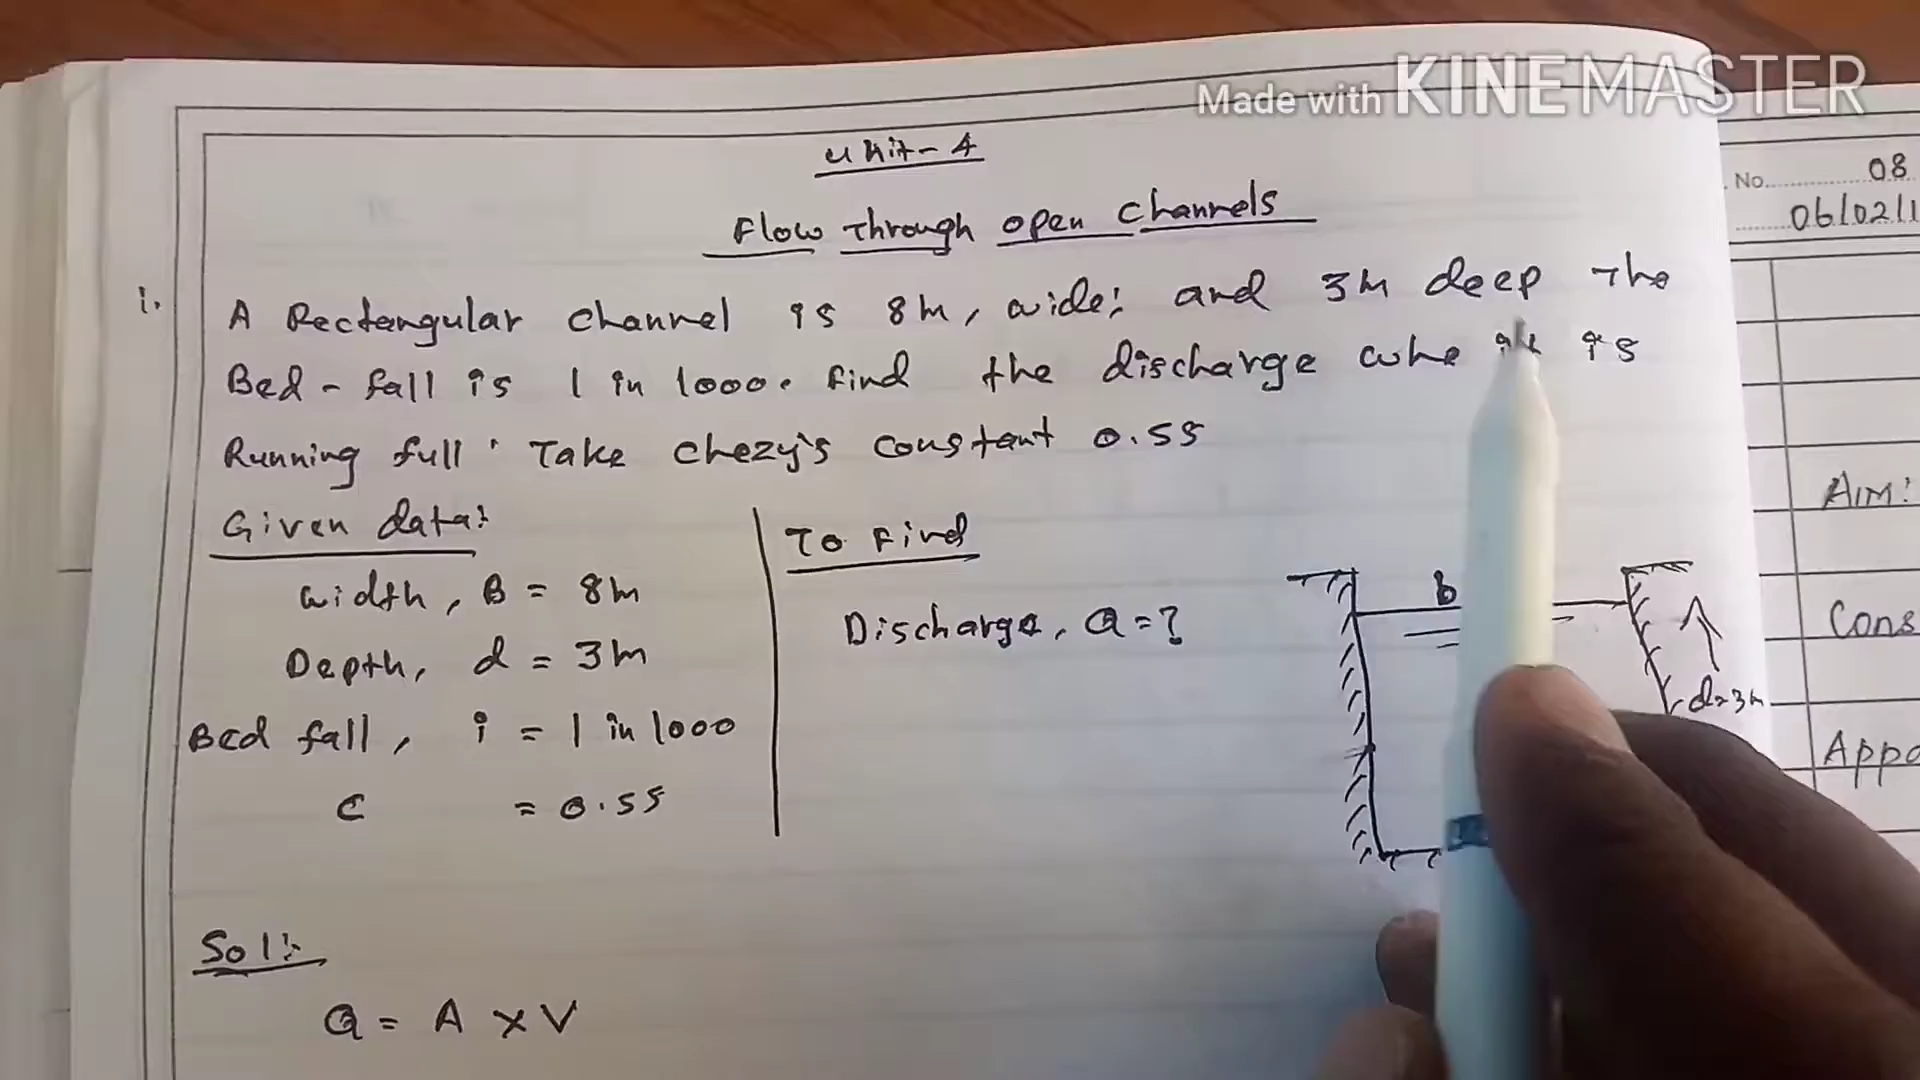 Made with KINEMASTER
Unit-4
Flow Through open channels
No. 08
06/02/1
1. A Rectangular channel is 8m, wide; and 3m deep The
Bed-fall is 1 in 1000. Find the discharge whe it is
Running full. Take chezy's constant 0.55
Given data:
Width, B = 8m
Depth, d = 3m
Bed fall, i = 1 in 1000
C = 0.55
To Find
Discharge, Q = ?
b
d=3m
Sol:-
Q = A x V
AIM:
Cons
Appa